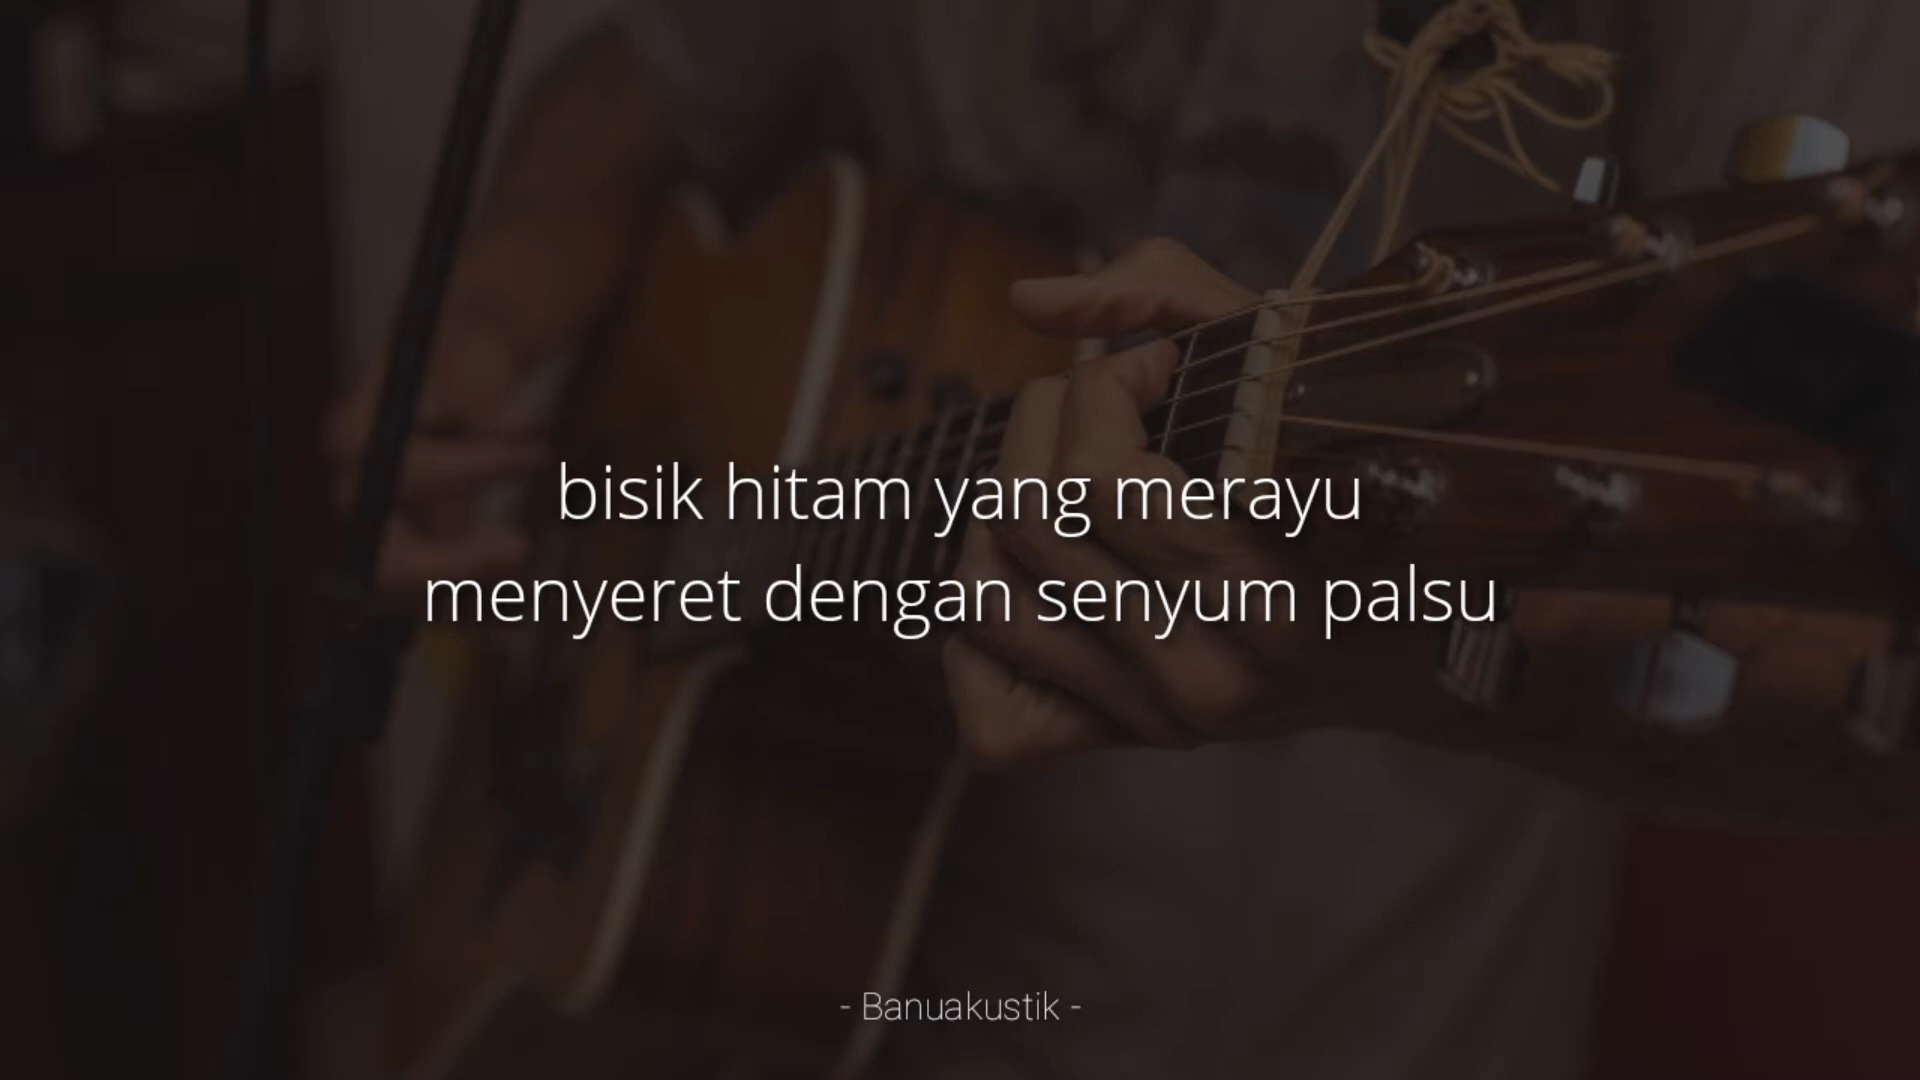 bisik hitam yang merayu
menyeret dengan senyum palsu
- Banuakustik -